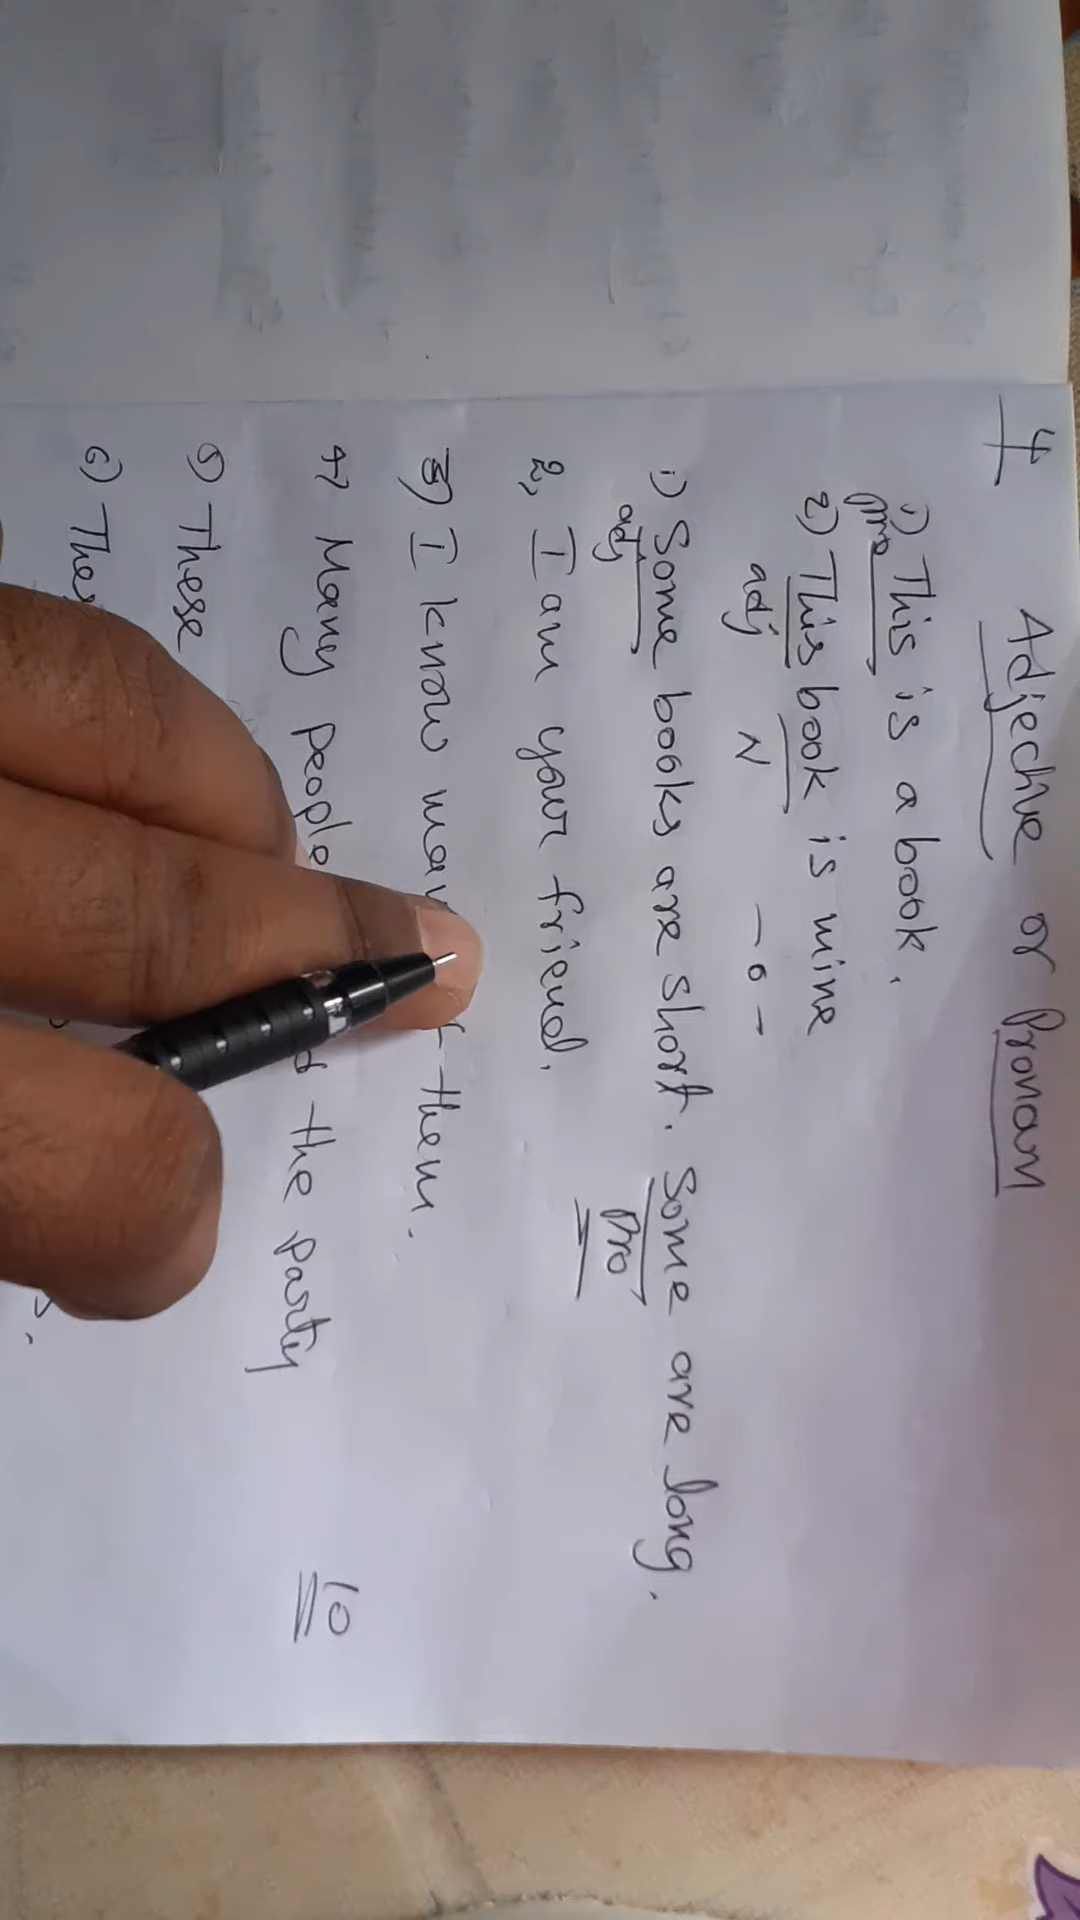 4
Adjective or Pronoun
1) This is a book.
pro
2) This book is mine
adj N
- o -
1) Some books are short. Some are long.
adj Pro
2, I am your friend.
3) I know them.
4) Many people the party
10
5) These
6)